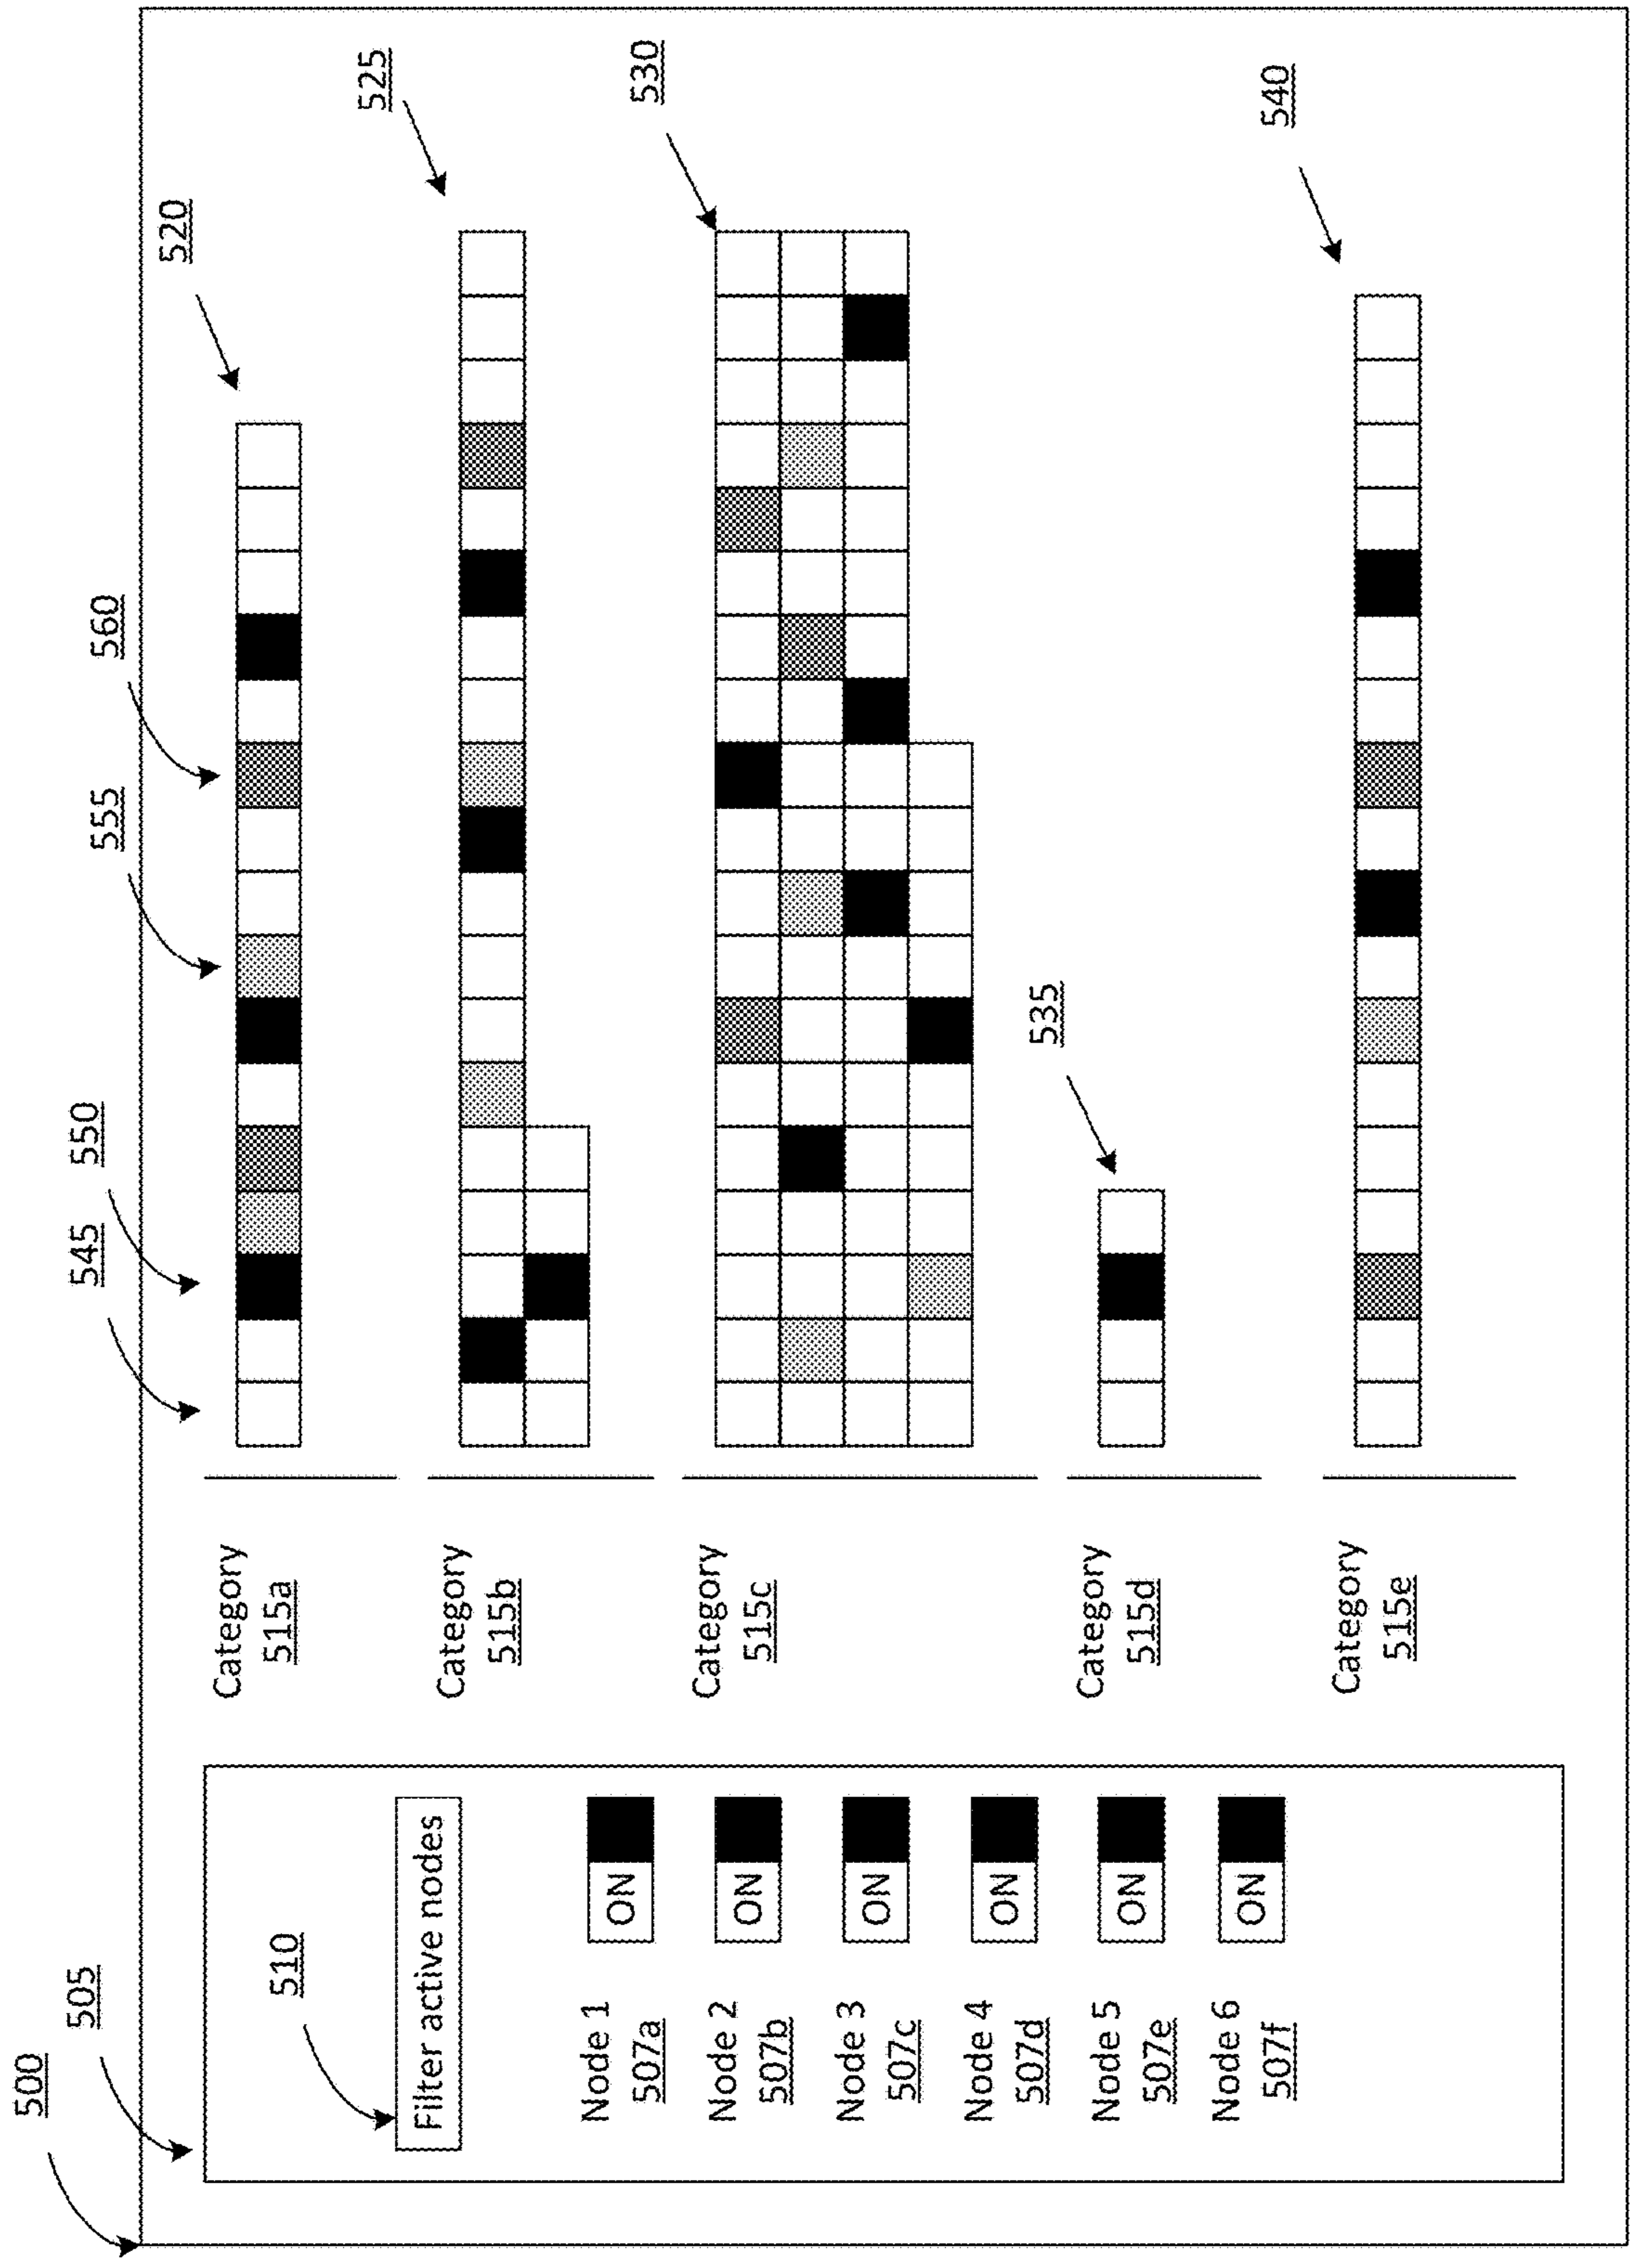 500
505
510
Filter active nodes
Node 1
507a
ON
Node 2
507b
ON
Node 3
507c
ON
Node 4
507d
ON
Node 5
507e
ON
Node 6
507f
ON
Category
515a
545
550
555
560
520
Category
515b
525
Category
515c
530
Category
515d
535
Category
515e
540